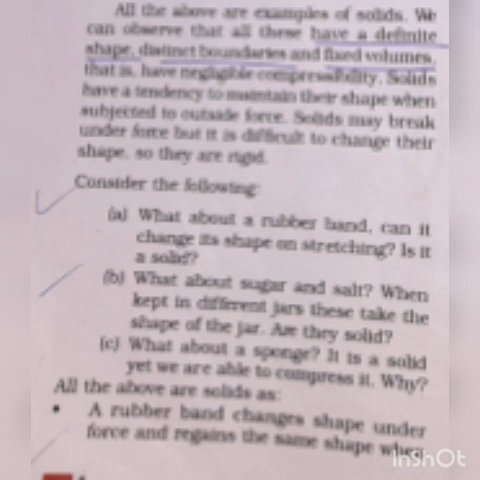 All the above are examples of solids. We
can observe that all these have a definite
shape, distinct boundaries and fixed volumes,
that is, have negligible compressibility. Solids
have a tendency to maintain their shape when
subjected to outside force. Solids may break
under force but it is difficult to change their
shape, so they are rigid.
Consider the following:
(a) What about a rubber band, can it
change its shape on stretching? Is it
a solid?
(b) What about sugar and salt? When
kept in different jars these take the
shape of the jar. Are they solid?
(c) What about a sponge? It is a solid
yet we are able to compress it. Why?
All the above are solids as:
• A rubber band changes shape under
force and regains the same shape when
InShOt